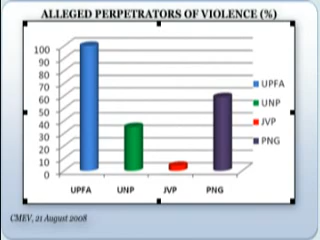 ALLEGED PERPETRATORS OF VIOLENCE (%)
100
90
80
70
60
50
40
30
20
10
0
UPFA UNP JVP PNG
UPFA
UNP
JVP
PNG
CMEV, 21 August 2008